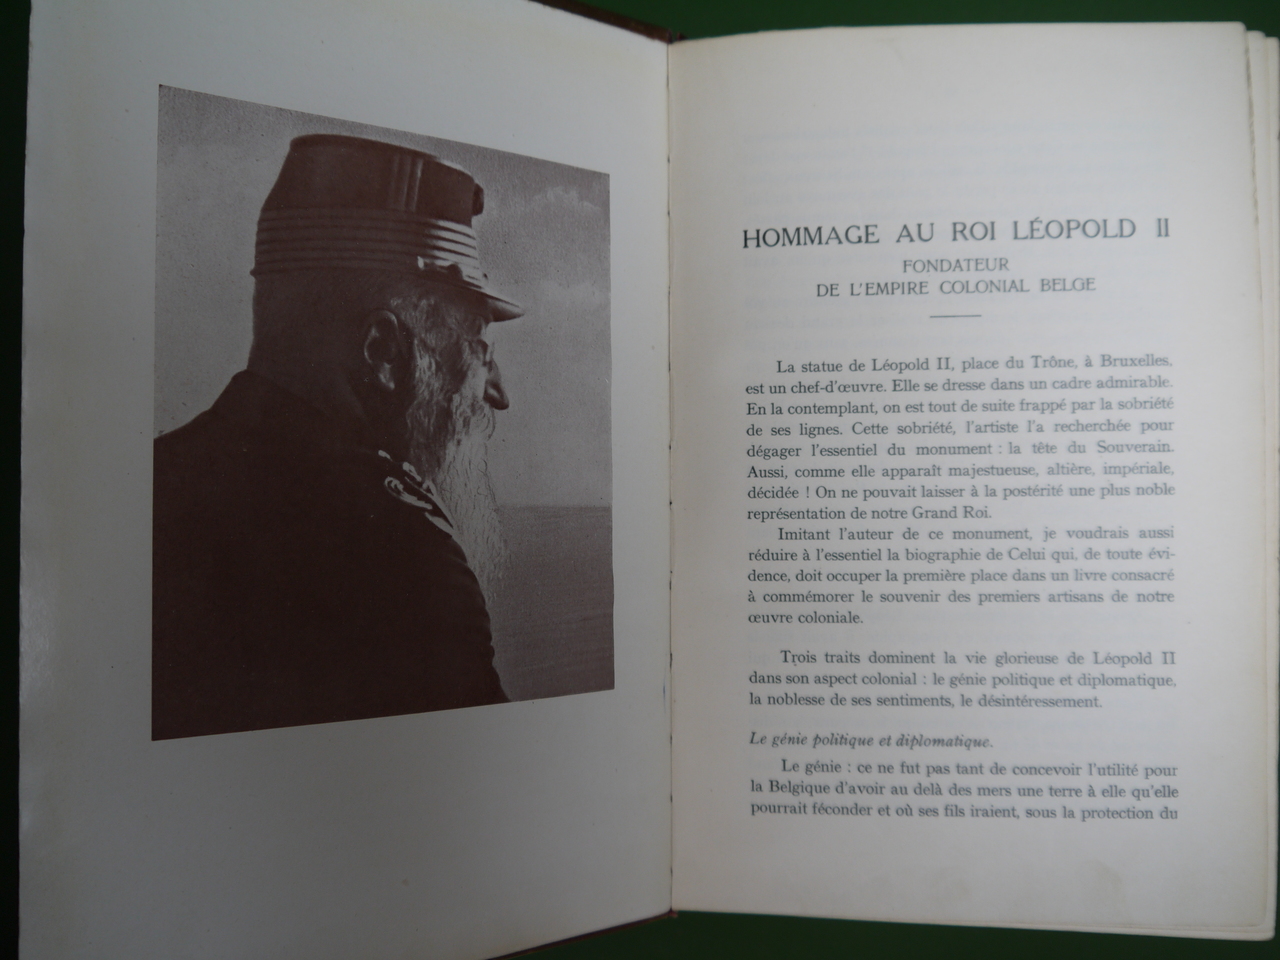 HOMMAGE AU ROI LÉOPOLD II
FONDATEUR
DE L'EMPIRE COLONIAL BELGE
La statue de Léopold II, place du Trône, à Bruxelles,
est un chef-d'œuvre. Elle se dresse dans un cadre admirable.
En la contemplant, on est tout de suite frappé par la sobriété
de ses lignes. Cette sobriété, l'artiste l'a recherchée pour
dégager l'essentiel du monument : la tête du Souverain.
Aussi, comme elle apparaît majestueuse, altière, impériale,
décidée ! On ne pouvait laisser à la postérité une plus noble
représentation de notre Grand Roi.
Imitant l'auteur de ce monument, je voudrais aussi
réduire à l'essentiel la biographie de Celui qui, de toute évi-
dence, doit occuper la première place dans un livre consacré
à commémorer le souvenir des premiers artisans de notre
œuvre coloniale.
Trois traits dominent la vie glorieuse de Léopold II
dans son aspect colonial : le génie politique et diplomatique,
la noblesse de ses sentiments, le désintéressement.
Le génie politique et diplomatique.
Le génie : ce ne fut pas tant de concevoir l'utilité pour
la Belgique d'avoir au delà des mers une terre à elle qu'elle
pourrait féconder et où ses fils iraient, sous la protection du